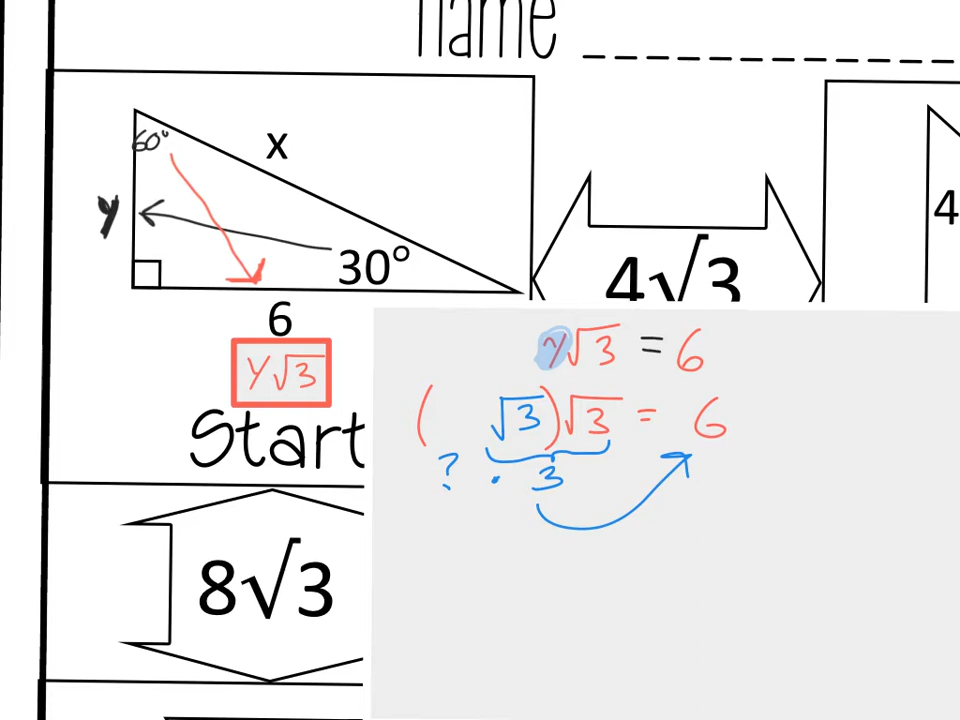 name
60°
x
y
30°
6
y√3
Start
4√3
4
8√3
y√3 = 6
( √3)√3 = 6
? · 3